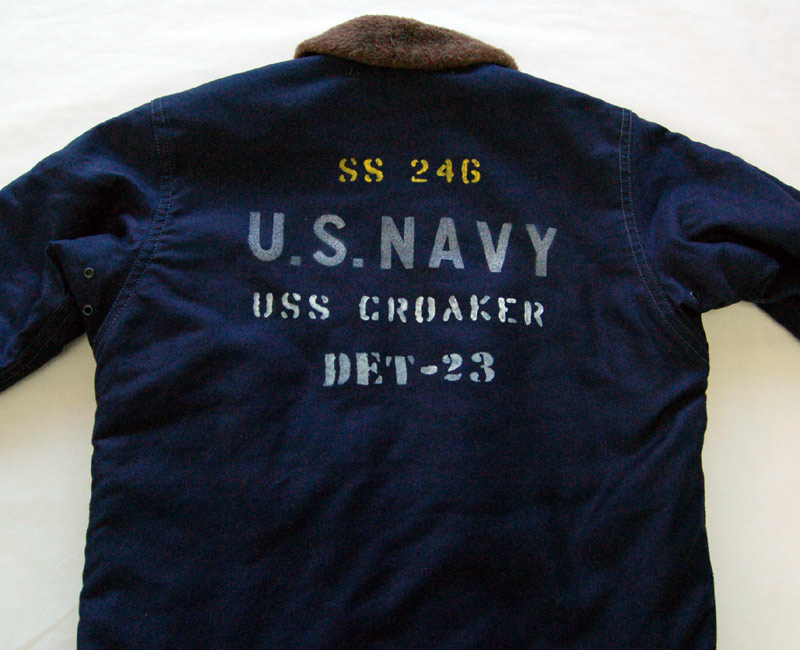 SS 246
U.S.NAVY
USS CROAKER
DET-23